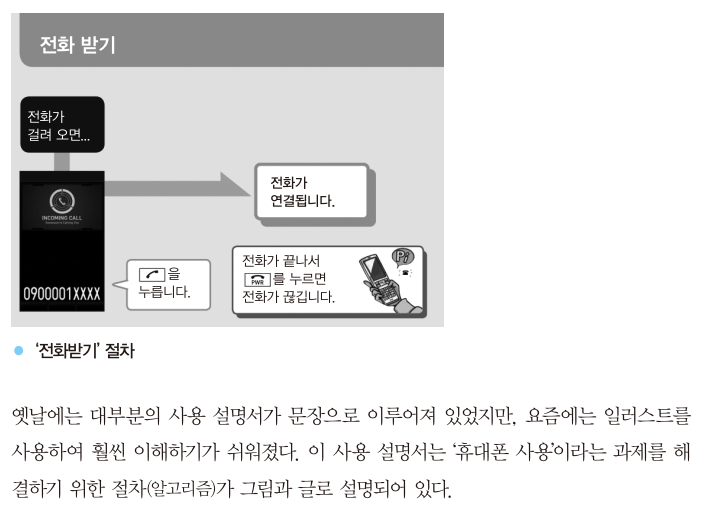 전화 받기
전화가
걸려 오면...
INCOMING CALL
0900001XXXX
전화가
연결됩니다.
을
누릅니다.
전화가 끝나서
PWR 를 누르면
전화가 끊깁니다.
Pi
● ‘전화받기’ 절차
옛날에는 대부분의 사용 설명서가 문장으로 이루어져 있었지만, 요즘에는 일러스트를
사용하여 훨씬 이해하기가 쉬워졌다. 이 사용 설명서는 ‘휴대폰 사용’이라는 과제를 해
결하기 위한 절차(알고리즘)가 그림과 글로 설명되어 있다.